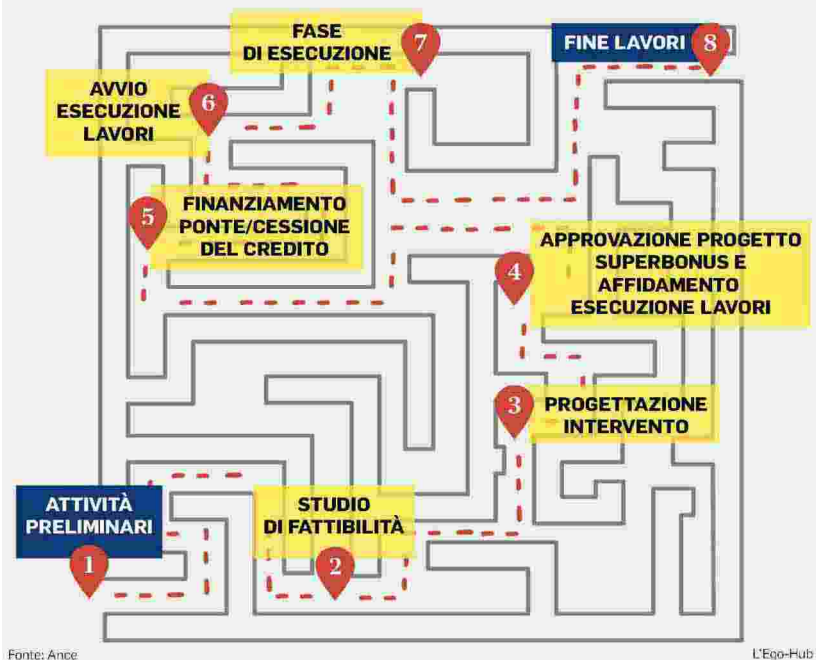 FASE
DI ESECUZIONE
7
FINE LAVORI
8
AVVIO
ESECUZIONE
LAVORI
6
5
FINANZIAMENTO
PONTE/CESSIONE
DEL CREDITO
4
APPROVAZIONE PROGETTO
SUPERBONUS E
AFFIDAMENTO
ESECUZIONE LAVORI
3
PROGETTAZIONE
INTERVENTO
ATTIVITÀ
PRELIMINARI
1
STUDIO
DI FATTIBILITÀ
2
Fonte: Ance
L'Ego-Hub